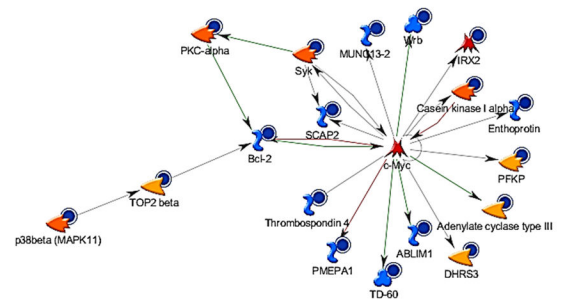 PKC-alpha
Syk
MUNC13-2
Mrb
IRX2
Casein kinase I alpha
Enthoprotin
SCAP2
Bcl-2
c-Myc
PFKP
TOP2 beta
Thrombospondin 4
Adenylate cyclase type III
p38beta (MAPK11)
PMEPA1
ABLIM1
DHRS3
TD-60